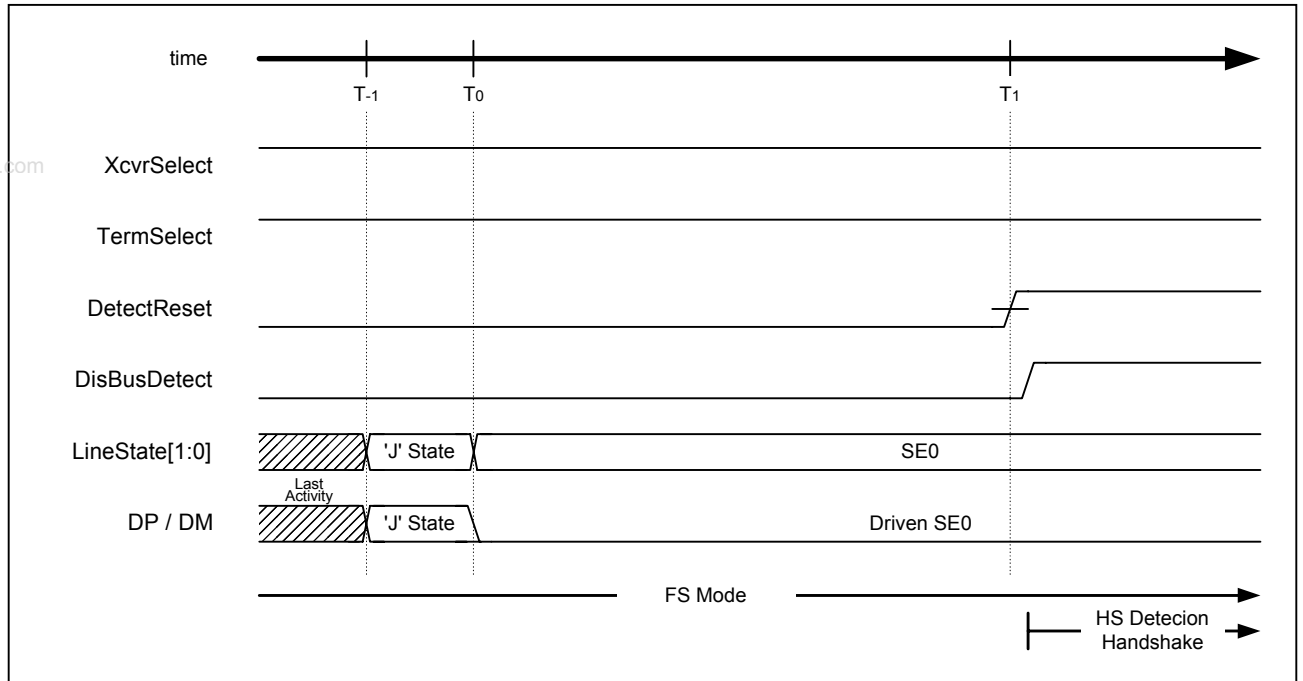 time
T-1
T0
T1
.com
XcvrSelect
TermSelect
DetectReset
DisBusDetect
LineState[1:0]
'J' State
SE0
Last
Activity
DP / DM
'J' State
Driven SE0
FS Mode
HS Detecion
Handshake